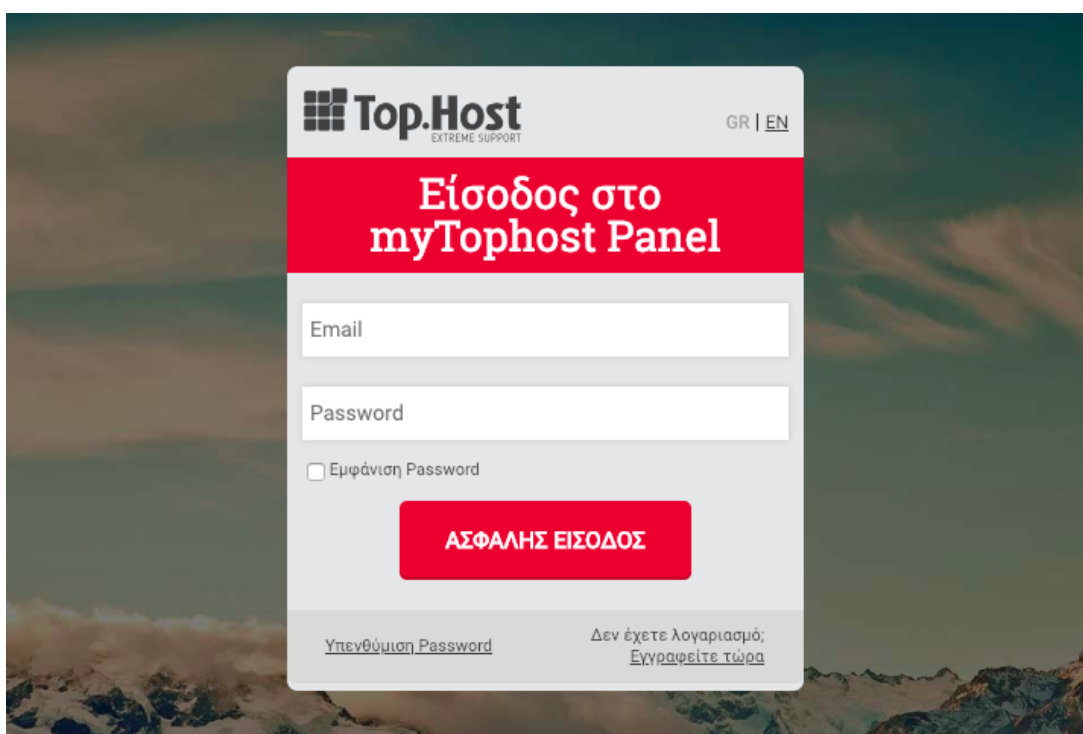 Top.Host
EXTREME SUPPORT
GR | EN
Είσοδος στο
myTophost Panel
Email
Password
Εμφάνιση Password
ΑΣΦΑΛΗΣ ΕΙΣΟΔΟΣ
Υπενθύμιση Password
Δεν έχετε λογαριασμό;
Εγγραφείτε τώρα